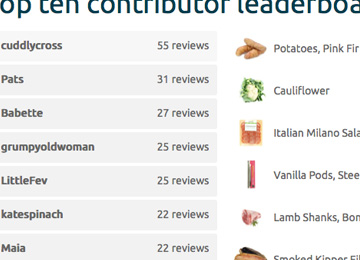 op ten contributor leaderboa
cuddlycross 55 reviews
Pats 31 reviews
Babette 27 reviews
grumpyoldwoman 25 reviews
LittleFev 25 reviews
katespinach 22 reviews
Maia 22 reviews
Potatoes, Pink Fir
Cauliflower
Italian Milano Sala
Vanilla Pods, Stee
Lamb Shanks, Bon
Smoked Kipper Fil